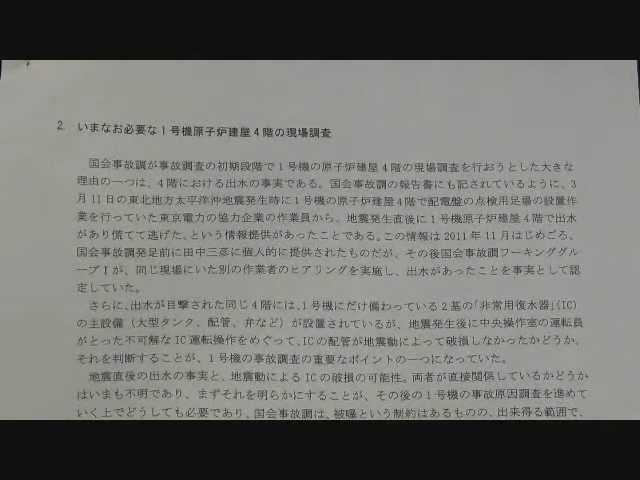 2. いまなお必要な1号機原子炉建屋4階の現場調査
国会事故調が事故調査の初期段階で1号機の原子炉建屋4階の現場調査を行おうとした大きな
理由の一つは、4階における出水の事実である。国会事故調の報告書にも記されているように、3
月11日の東北地方太平洋沖地震発生時に1号機の原子炉建屋4階で配電盤の点検用足場の設置作
業を行っていた東京電力の協力企業の作業員から、地震発生直後に1号機原子炉建屋4階で出水
があり慌てて逃げた、という情報提供があったことである。この情報は2011年11月はじめごろ、
国会事故調発足前に田中三彦に個人的に提供されたものだが、その後国会事故調ワーキンググル
ープⅠが、同じ現場にいた別の作業者のヒアリングを実施し、出水があったことを事実として認
定していた。
さらに、出水が目撃された同じ4階には、1号機にだけ備わっている2基の「非常用復水器」(IC)
の主設備(大型タンク、配管、弁など)が設置されているが、地震発生後に中央操作室の運転員
がとった不可解なIC運転操作をめぐって、ICの配管が地震動によって破損しなかったかどうか、
それを判断することが、1号機の事故調査の重要なポイントの一つになっていた。
地震直後の出水の事実と、地震動によるICの破損の可能性。両者が直接関係しているかどうか
はいまも不明であり、まずそれを明らかにすることが、その後の1号機の事故原因調査を進めて
いく上でどうしても必要であり、国会事故調は、被曝という制約はあるものの、出来得る範囲で、